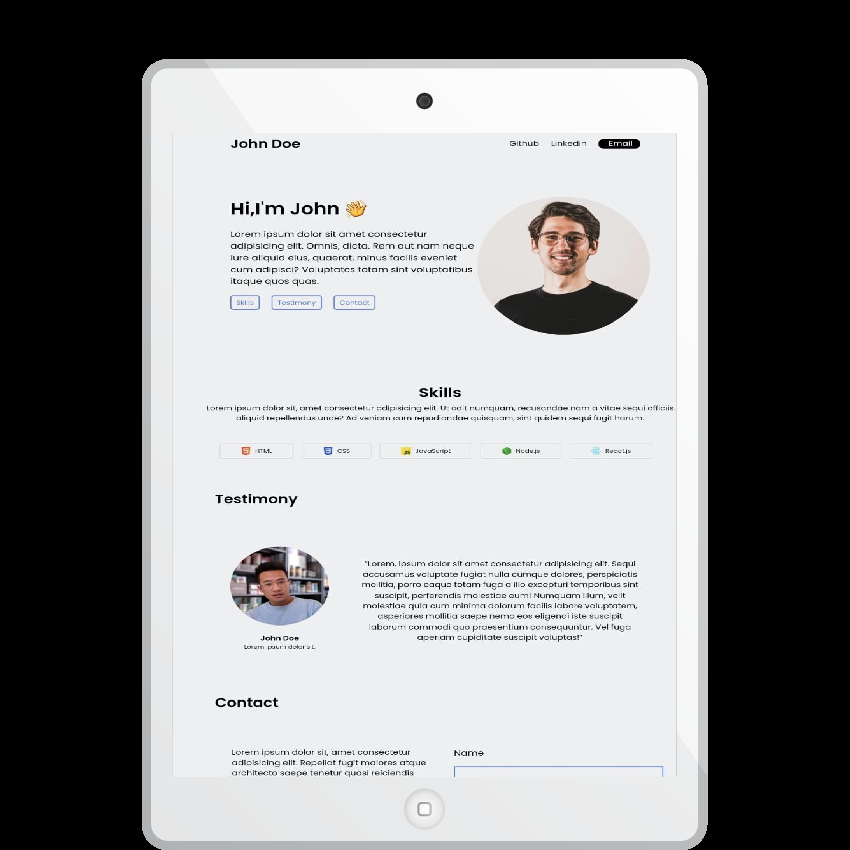 John Doe
Github Linkedin Email
Hi,I'm John 👋
Lorem ipsum dolor sit amet consectetur
adipisicing elit. Omnis, dicta. Rem aut nam neque
iure aliquid eius, quaerat, minus facilis eveniet
cum adipisci? Voluptates totam sint voluptatibus
itaque quos quas.
Skills Testimony Contact
Skills
Lorem ipsum dolor sit, amet consectetur adipisicing elit. Ut odit numquam, recusandae nam a vitae sequi officiis
aliquid repellendus unde? Ad veniam cum repudiandae quisquam, sint quidem sequi fugit harum.
HTML CSS JavaScript Node.js React.js
Testimony
"Lorem, ipsum dolor sit amet consectetur adipisicing elit. Sequi
accusamus voluptate fugiat nulla cumque dolores, perspiciatis
mollitia, porro eaque totam fuga a illo excepturi temporibus sint
suscipit, perferendis molestiae eum! Numquam illum, velit
molestiae quia eum minima dolorum facilis labore voluptatem,
asperiores mollitia saepe nemo eos eligendi iste suscipit
laborum commodi quo praesentium consequuntur. Vel fuga
aperiam cupiditate suscipit voluptas!"
John Doe
Lorem ipsum dolor sit.
Contact
Lorem ipsum dolor sit, amet consectetur
adipisicing elit. Repellat fugit maiores atque
architecto saepe tenetur quasi reiciendis
Name